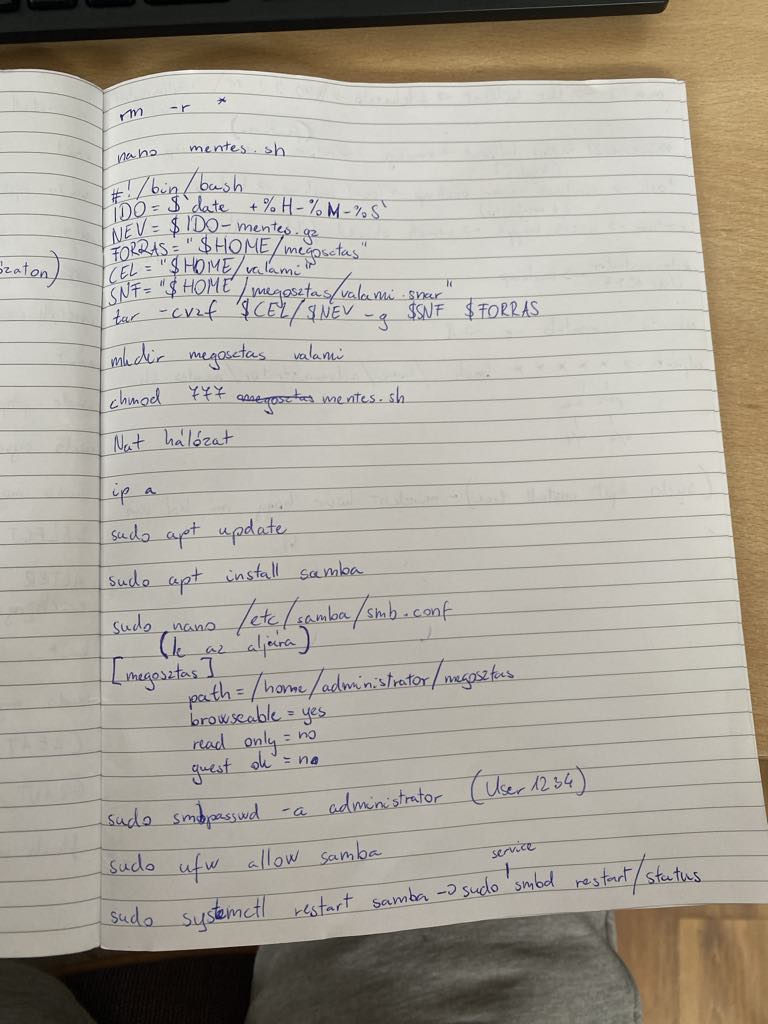 rm -r *
nano mentes.sh
ózaton)
#!/bin/bash
IDO=$`date +%H-%M-%S`
NEV=$IDO-mentes.gz
FORRAS="$HOME/megosztas"
CEL="$HOME/valami"
SNF="$HOME/megosztas/valami.snar"
tar -cvzf $CEL/$NEV -g $SNF $FORRAS
mkdir megosztas valami
chmod 777 megosztas mentes.sh
Nat hálózat
ip a
sudo apt update
sudo apt install samba
sudo nano /etc/samba/smb.conf
(le az aljára)
[megosztas]
path=/home/administrator/megosztas
browseable = yes
read only = no
guest ok = no
sudo smbpasswd -a administrator (User1234)
sudo ufw allow samba
service
sudo systemctl restart samba -> sudo smbd restart/status